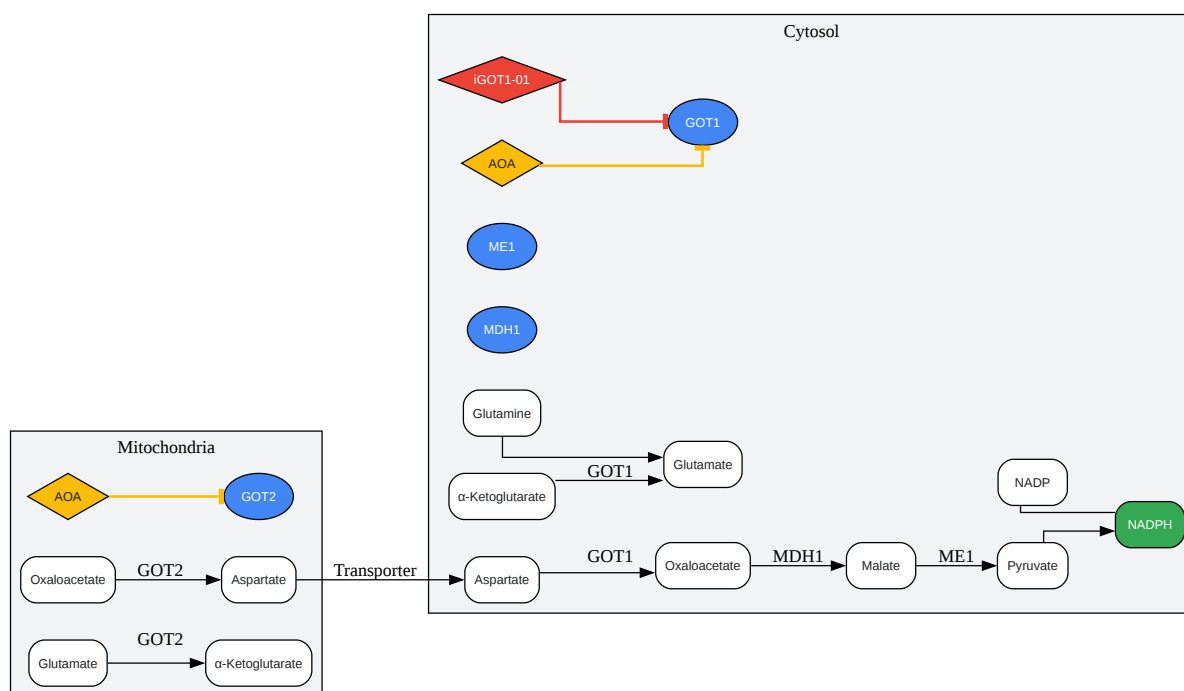 Cytosol
iGOT1-01
GOT1
AOA
ME1
MDH1
Glutamine
GOT1
Glutamate
α-Ketoglutarate
NADP
NADPH
Aspartate
GOT1
Oxaloacetate
MDH1
Malate
ME1
Pyruvate
Mitochondria
AOA
GOT2
Oxaloacetate
GOT2
Aspartate
Transporter
Glutamate
GOT2
α-Ketoglutarate